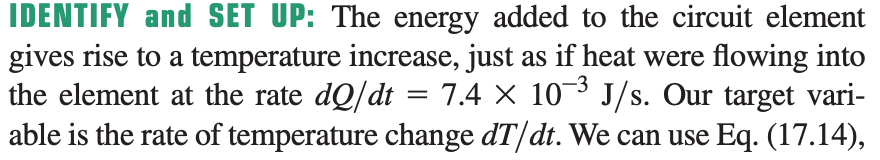 IDENTIFY and SET UP: The energy added to the circuit element
gives rise to a temperature increase, just as if heat were flowing into
the element at the rate dQ/dt = 7.4 × 10⁻³ J/s. Our target vari-
able is the rate of temperature change dT/dt. We can use Eq. (17.14),